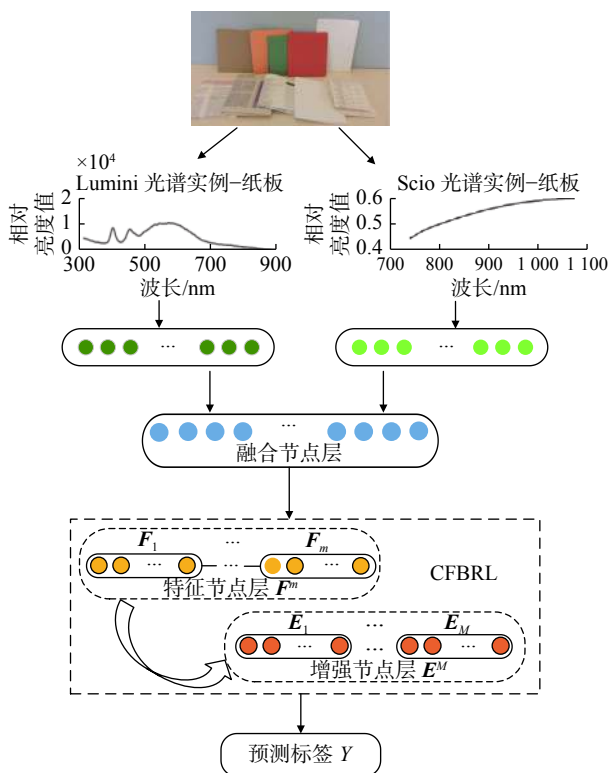 ×10⁴
Lumini 光谱实例–纸板
Scio 光谱实例–纸板
相对
亮度值
2
1
0
300 500 700 900
波长/nm
相对
亮度值
0.6
0.5
0.4
700 800 900 1 000 1 100
波长/nm
...
...
...
融合节点层
F₁ ... Fₘ
... ...
特征节点层 Fᵐ
CFBRL
E₁ ... E_M
... ... ...
增强节点层 Eᴹ
预测标签 Y